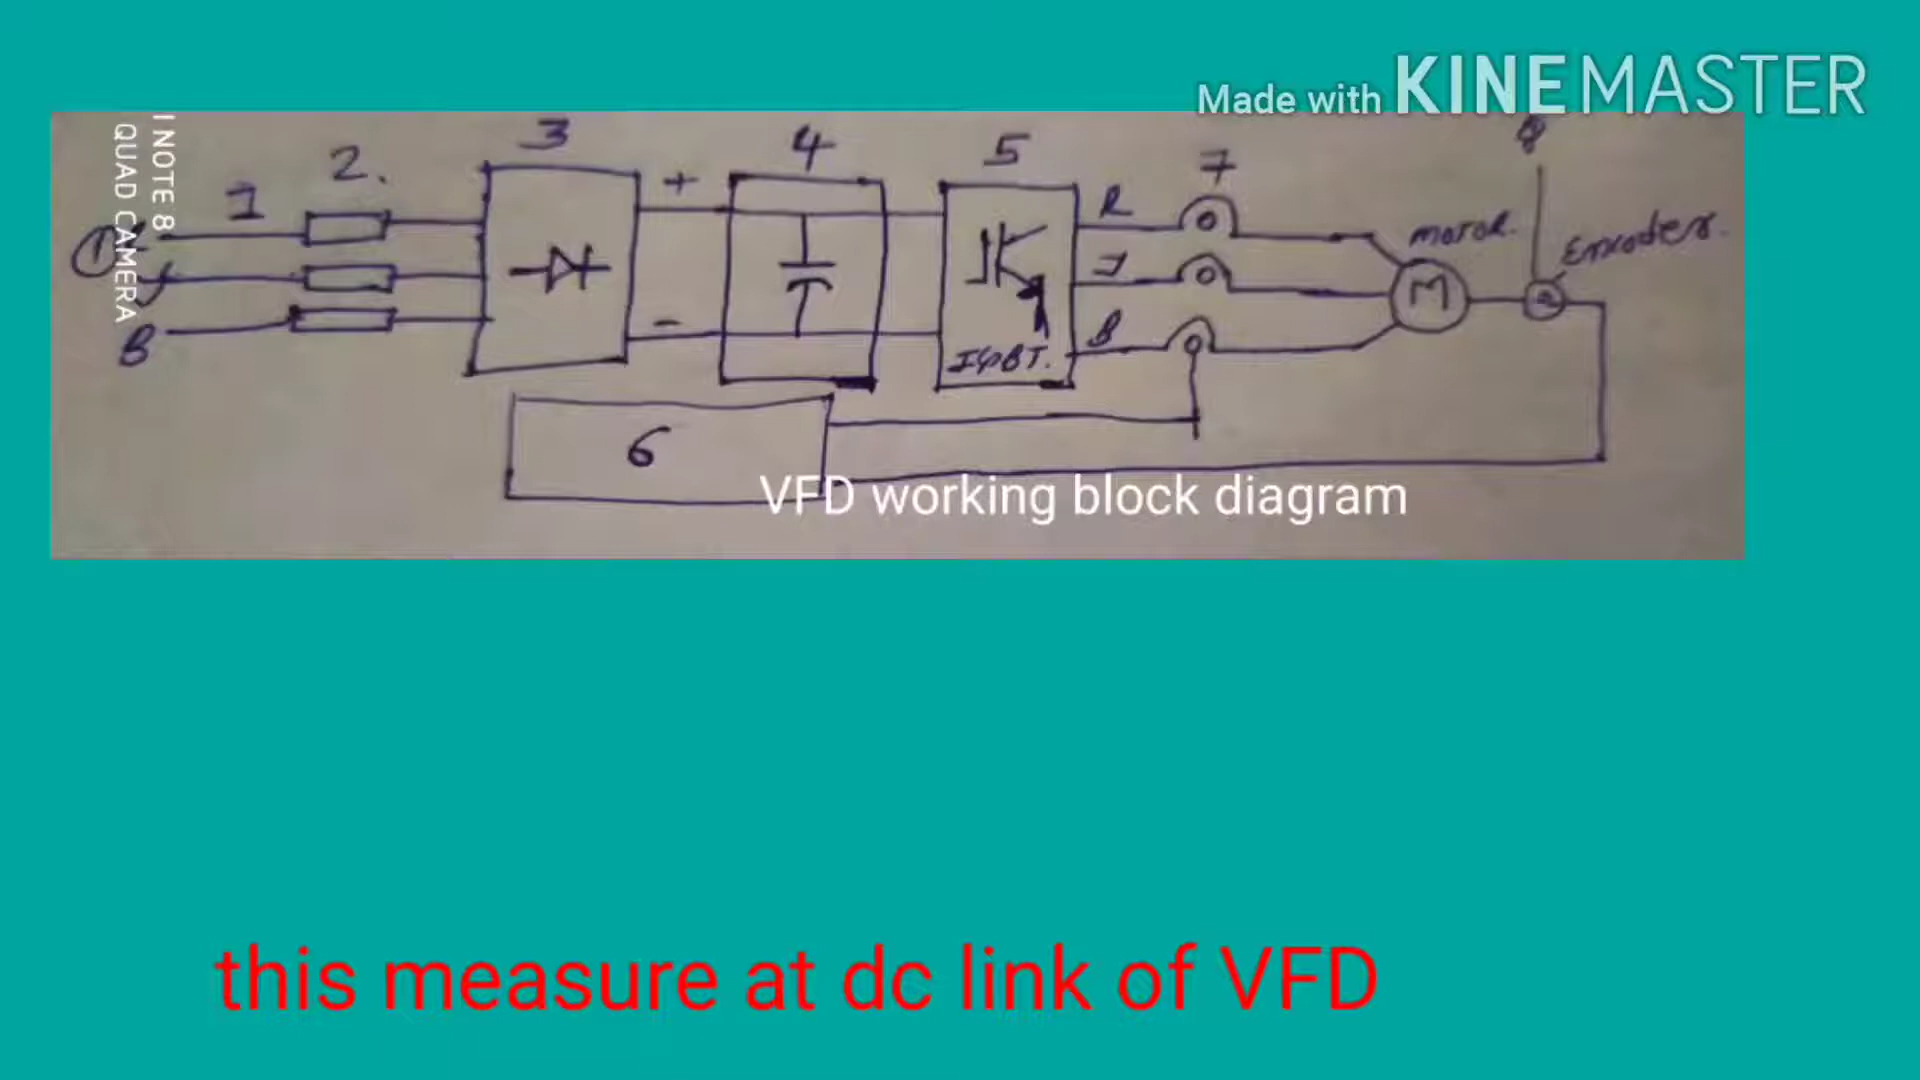 Made with KINEMASTER
I NOTE 8
QUAD CAMERA
1
2.
3
4
5
7
8
+
-
R
Y
B
B
IGBT.
motor.
Encoder.
M
6
VFD working block diagram
this measure at dc link of VFD